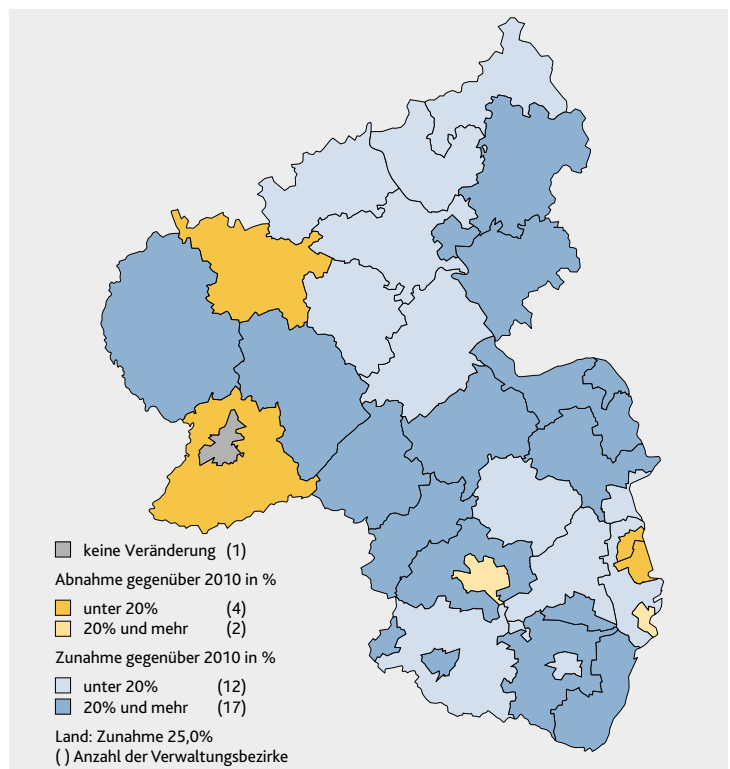 keine Veränderung (1)
Abnahme gegenüber 2010 in %
unter 20% (4)
20% und mehr (2)
Zunahme gegenüber 2010 in %
unter 20% (12)
20% und mehr (17)
Land: Zunahme 25,0%
( ) Anzahl der Verwaltungsbezirke